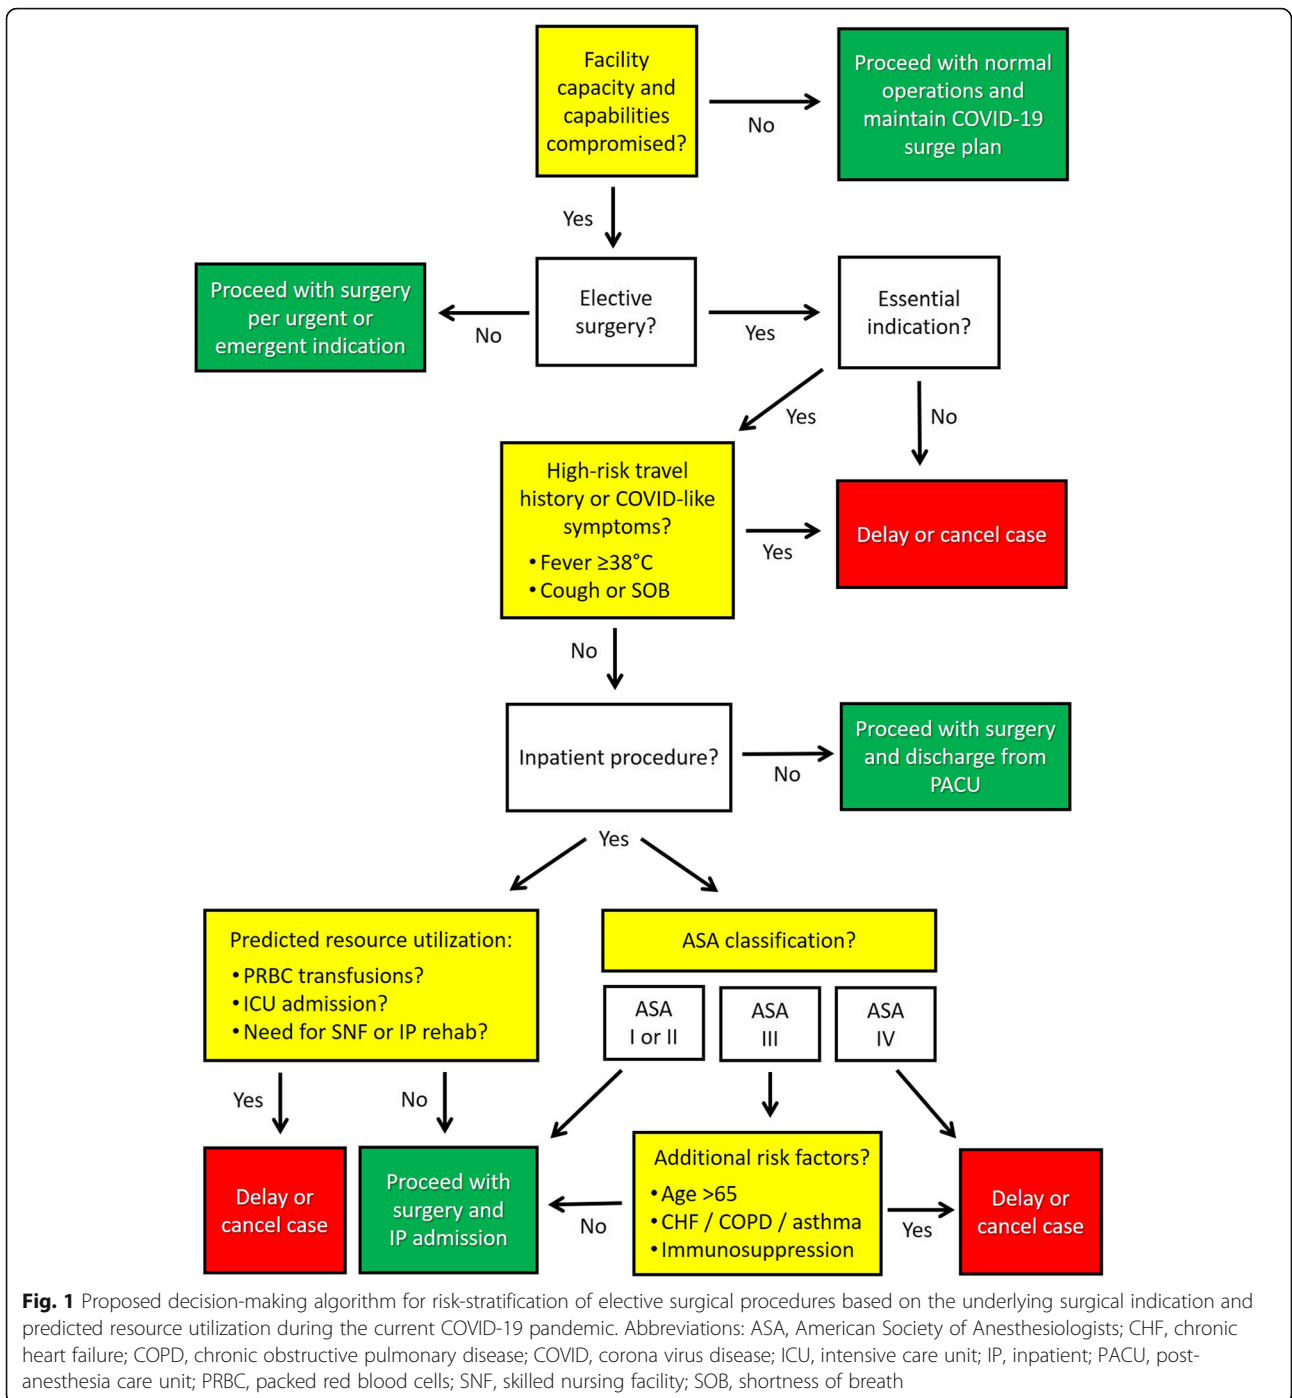 Facility
capacity and
capabilities
compromised?
No
Proceed with normal
operations and
maintain COVID-19
surge plan
Yes
Proceed with surgery
per urgent or
emergent indication
No
Elective
surgery?
Yes
Essential
indication?
Yes
No
High-risk travel
history or COVID-like
symptoms?
• Fever ≥38°C
• Cough or SOB
Yes
Delay or cancel case
No
Inpatient procedure?
No
Proceed with surgery
and discharge from
PACU
Yes
Predicted resource utilization:
• PRBC transfusions?
• ICU admission?
• Need for SNF or IP rehab?
ASA classification?
ASA
I or II
ASA
III
ASA
IV
Yes
No
Delay or
cancel case
Proceed with
surgery and
IP admission
No
Additional risk factors?
• Age >65
• CHF / COPD / asthma
• Immunosuppression
Yes
Delay or
cancel case
Fig. 1 Proposed decision-making algorithm for risk-stratification of elective surgical procedures based on the underlying surgical indication and
predicted resource utilization during the current COVID-19 pandemic. Abbreviations: ASA, American Society of Anesthesiologists; CHF, chronic
heart failure; COPD, chronic obstructive pulmonary disease; COVID, corona virus disease; ICU, intensive care unit; IP, inpatient; PACU, post-
anesthesia care unit; PRBC, packed red blood cells; SNF, skilled nursing facility; SOB, shortness of breath